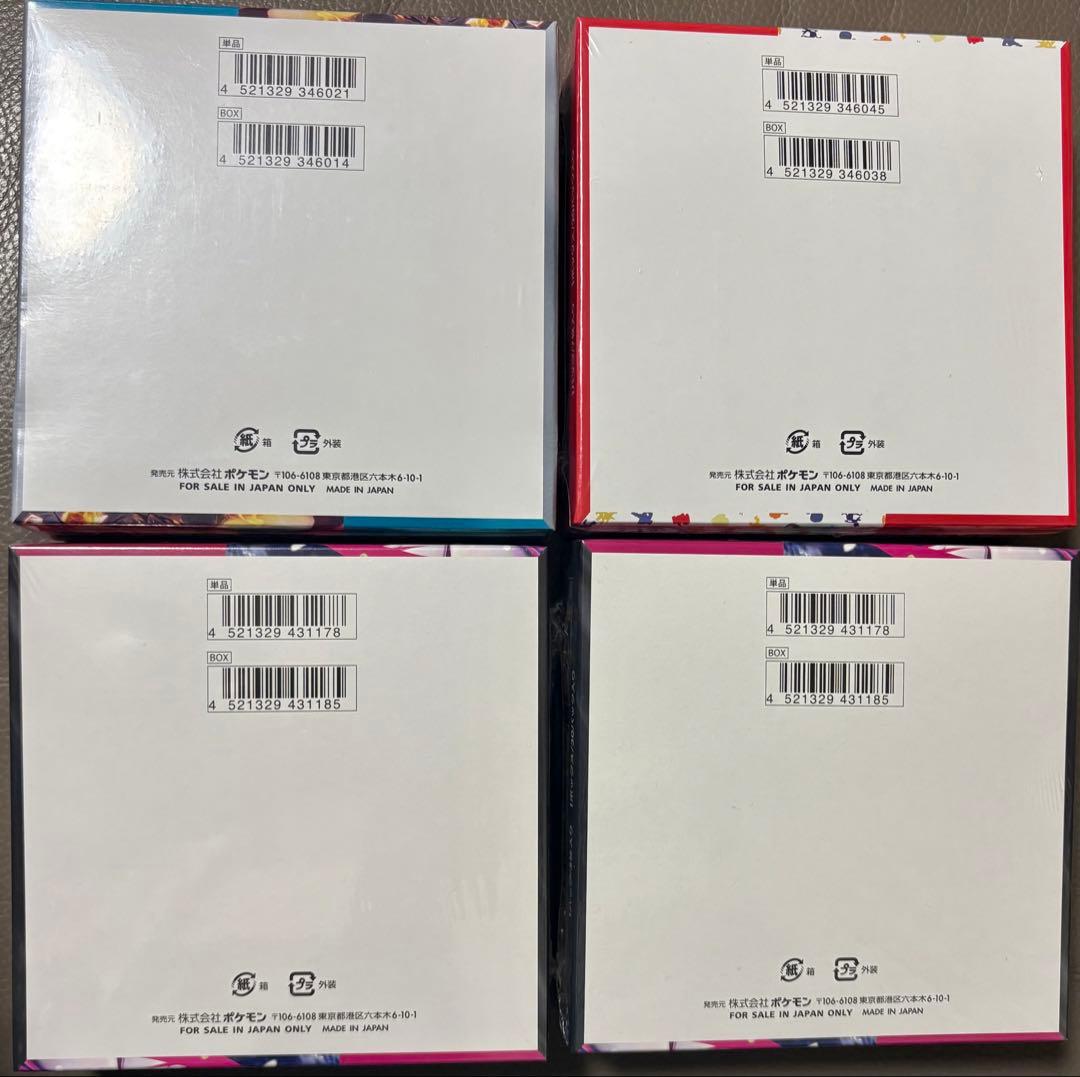 単品
4 521329 346021
BOX
4 521329 346014
紙 箱 プラ 外装
発売元 株式会社ポケモン 〒106-6108 東京都港区六本木6-10-1
FOR SALE IN JAPAN ONLY MADE IN JAPAN
単品
4 521329 346045
BOX
4 521329 346038
紙 箱 プラ 外装
発売元 株式会社ポケモン 〒106-6108 東京都港区六本木6-10-1
FOR SALE IN JAPAN ONLY MADE IN JAPAN
単品
4 521329 431178
BOX
4 521329 431185
紙 箱 プラ 外装
発売元 株式会社ポケモン 〒106-6108 東京都港区六本木6-10-1
FOR SALE IN JAPAN ONLY MADE IN JAPAN
単品
4 521329 431178
BOX
4 521329 431185
紙 箱 プラ 外装
発売元 株式会社ポケモン 〒106-6108 東京都港区六本木6-10-1
FOR SALE IN JAPAN ONLY MADE IN JAPAN